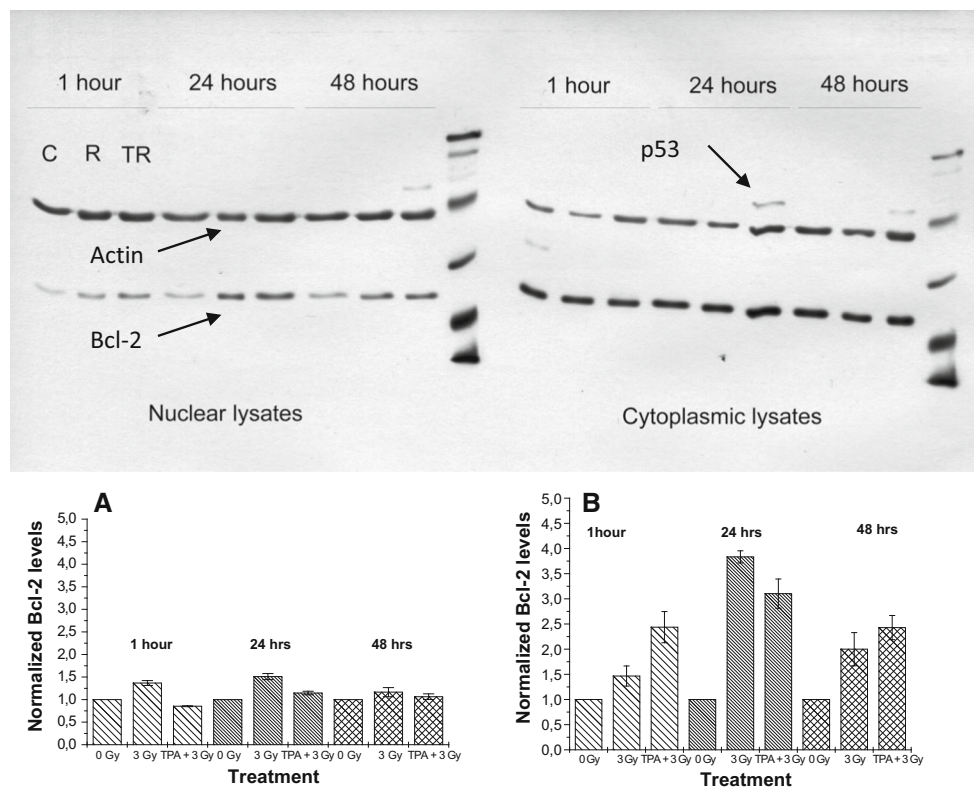 1 hour 24 hours 48 hours
1 hour 24 hours 48 hours
C R TR
p53
Actin
Bcl-2
Nuclear lysates
Cytoplasmic lysates
A
Normalized Bcl-2 levels
5,0
4,5
4,0
3,5
3,0
2,5
2,0
1,5
1,0
0,5
0,0
1 hour 24 hrs 48 hrs
0 Gy 3 Gy TPA + 3 Gy 0 Gy 3 Gy TPA + 3 Gy 0 Gy 3 Gy TPA + 3 Gy
Treatment
B
Normalized Bcl-2 levels
5,0
4,5
4,0
3,5
3,0
2,5
2,0
1,5
1,0
0,5
0,0
1hour 24 hrs 48 hrs
0 Gy 3 Gy TPA + 3 Gy 0 Gy 3 Gy TPA + 3 Gy 0 Gy 3 Gy TPA + 3 Gy
Treatment